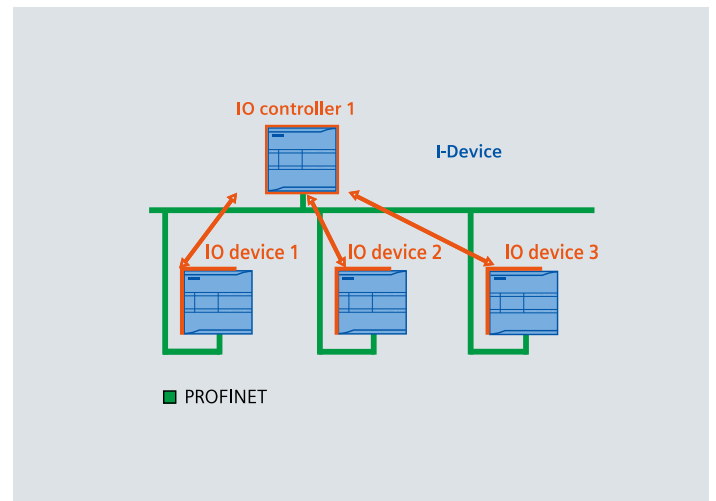 IO controller 1
I-Device
IO device 1
IO device 2
IO device 3
PROFINET